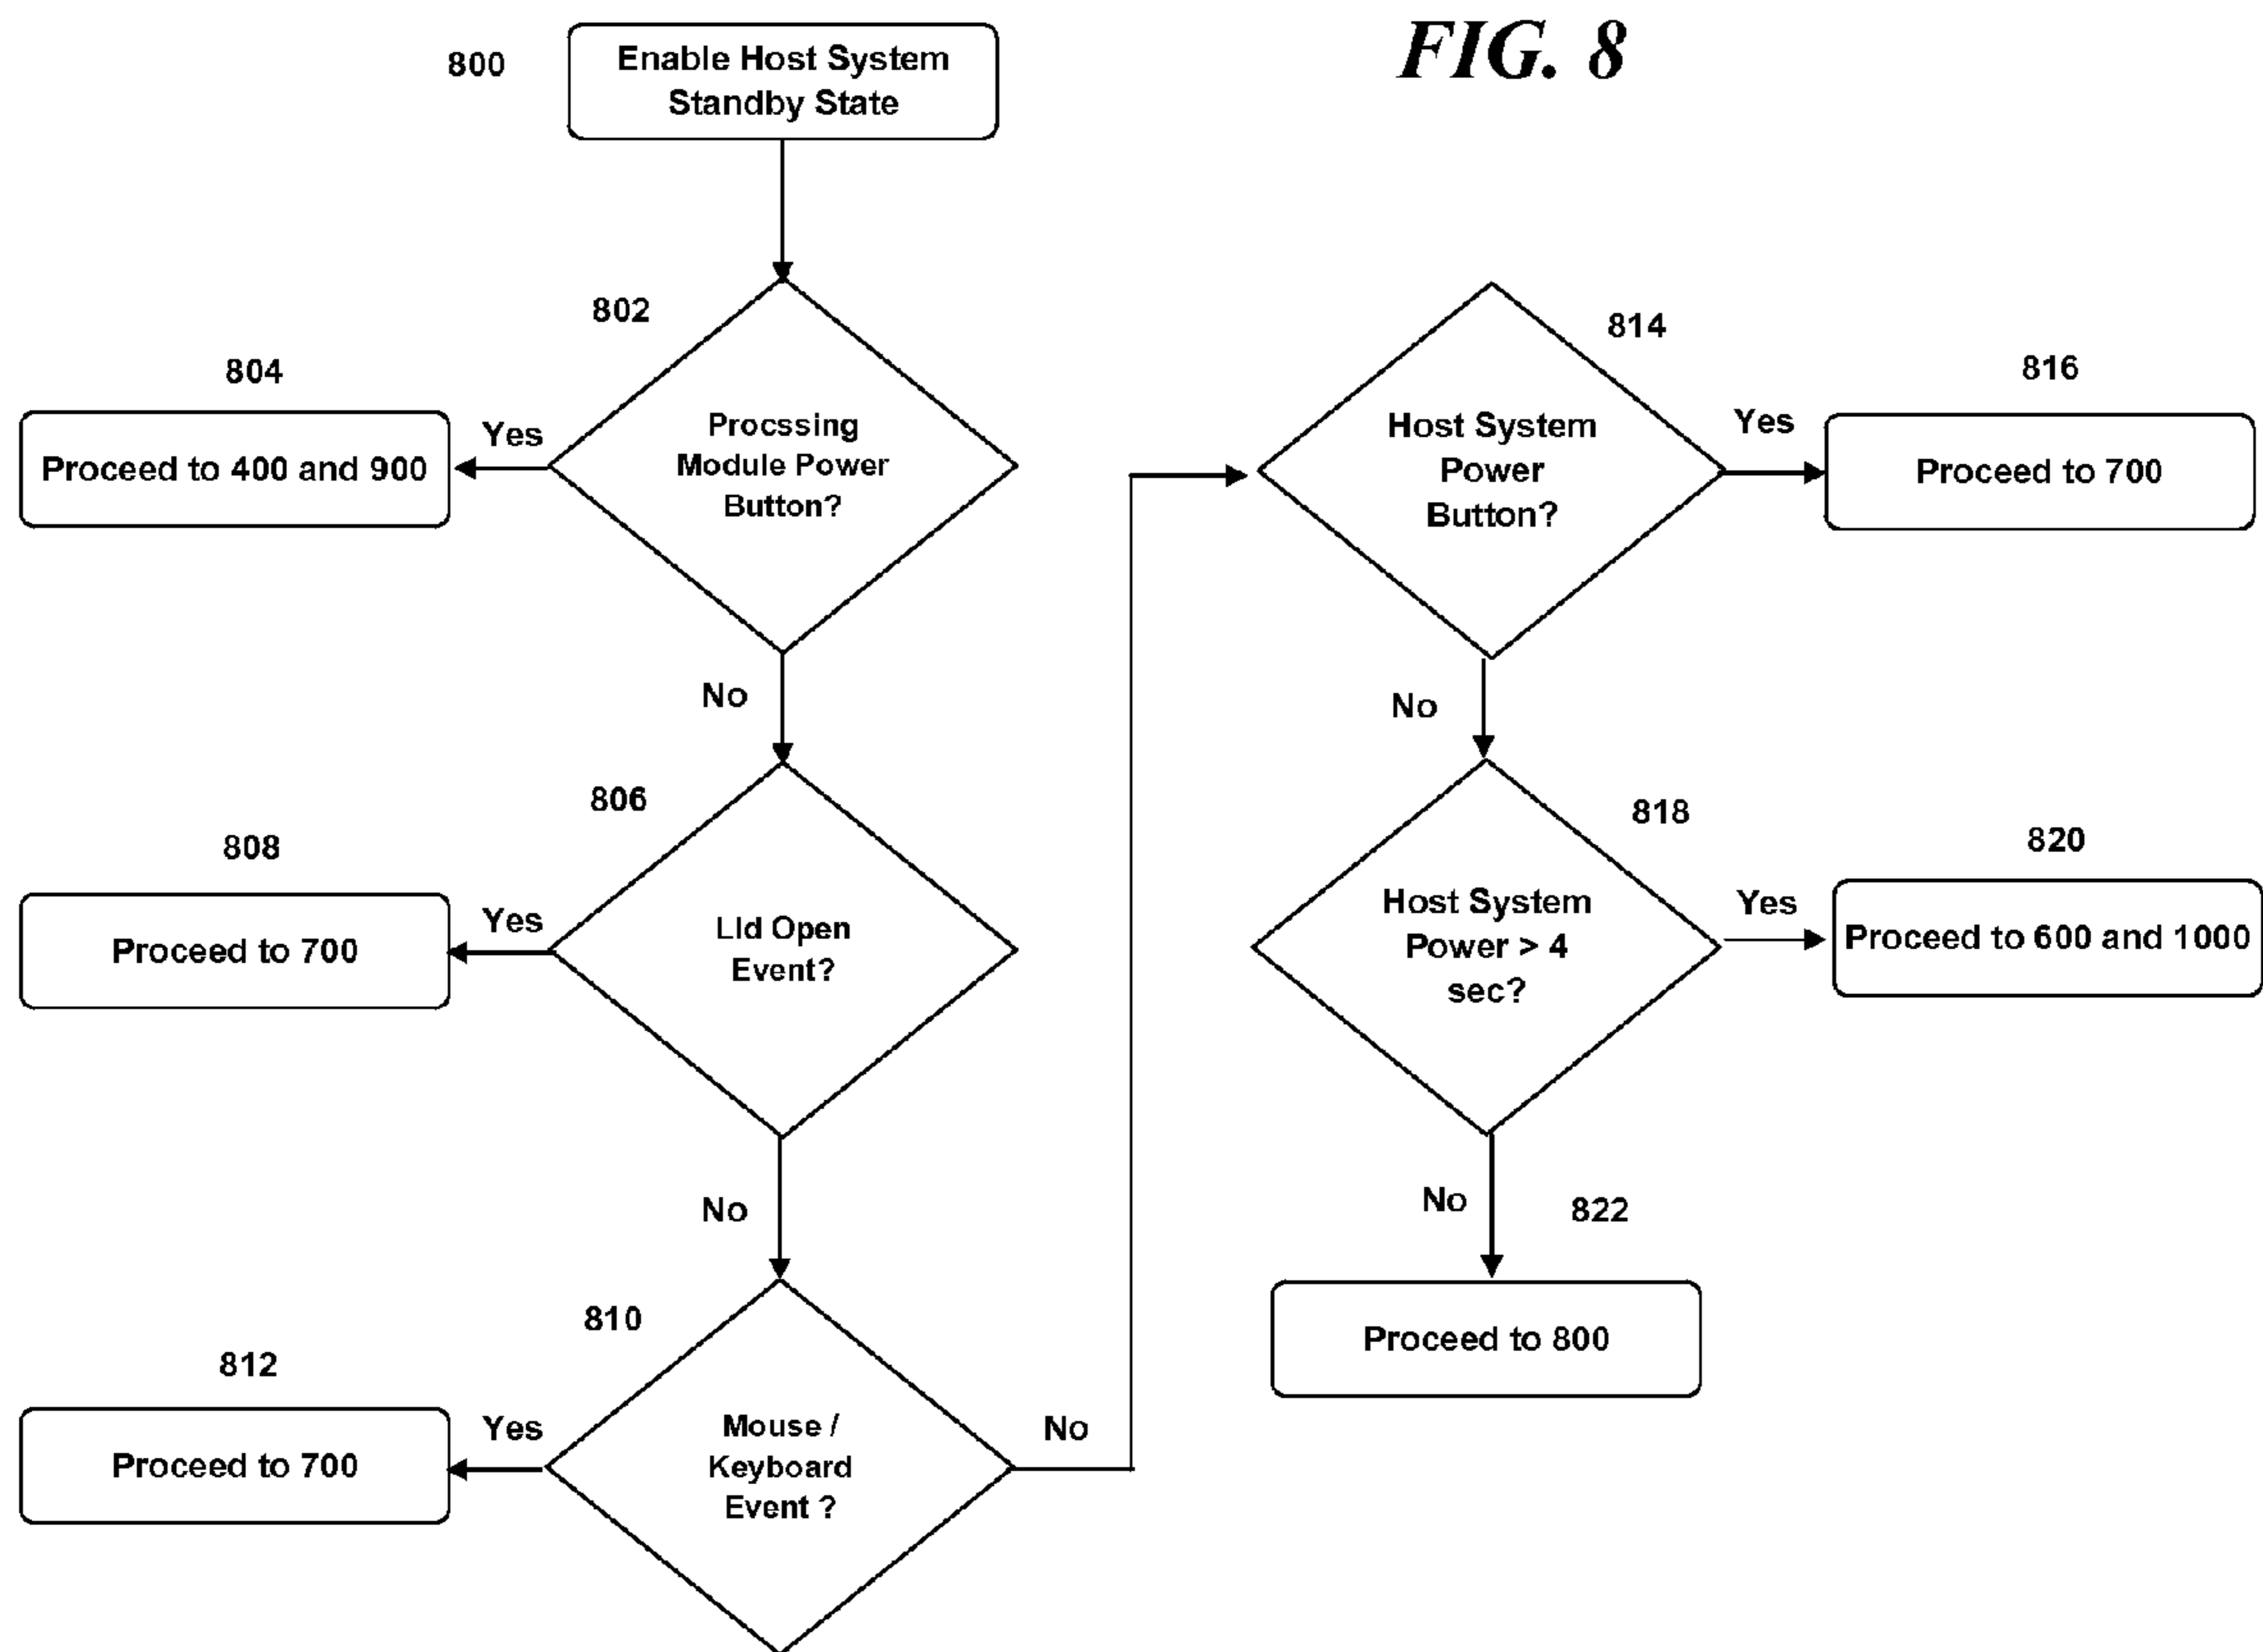 FIG. 8
800
Enable Host System
Standby State
802
Procssing
Module Power
Button?
804
Yes
Proceed to 400 and 900
No
806
LId Open
Event?
808
Yes
Proceed to 700
No
810
Mouse /
Keyboard
Event ?
812
Yes
Proceed to 700
No
814
Host System
Power
Button?
816
Yes
Proceed to 700
No
818
Host System
Power > 4
sec?
820
Yes
Proceed to 600 and 1000
No
822
Proceed to 800